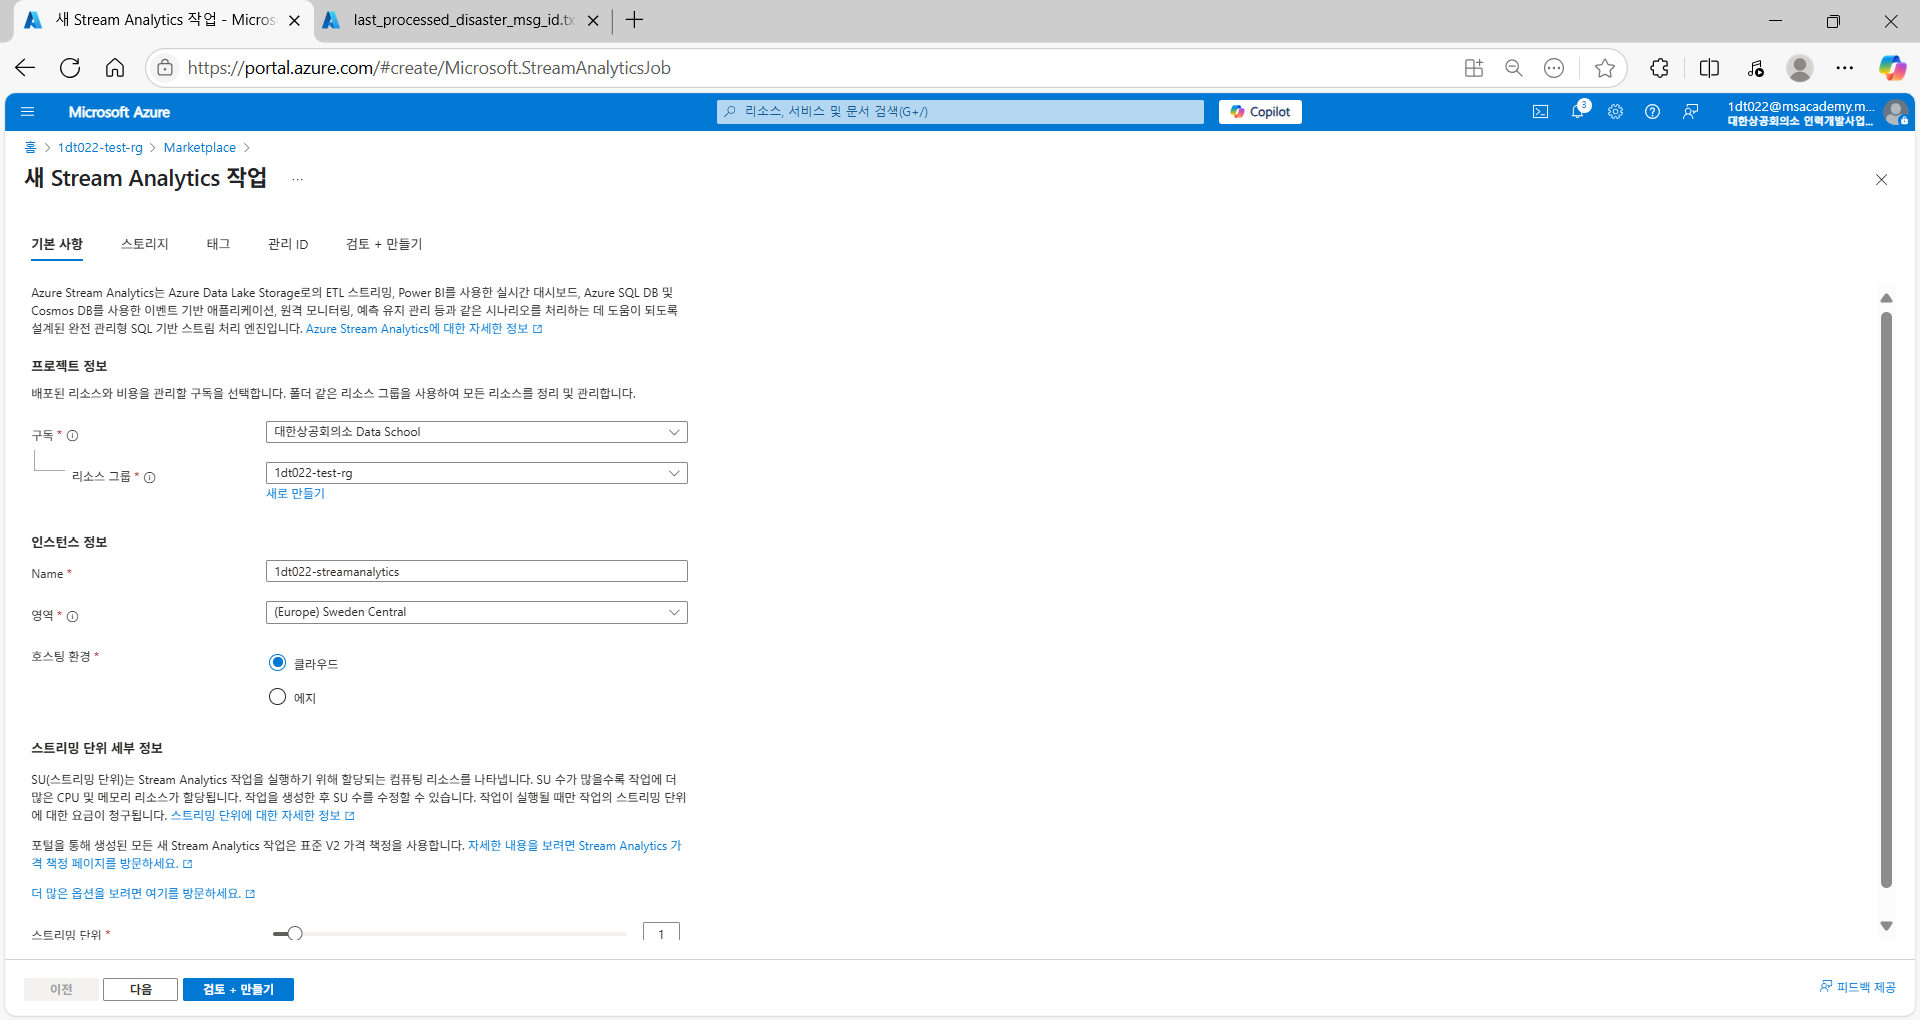 새 Stream Analytics 작업 - Micros
last_processed_disaster_msg_id.tx
https://portal.azure.com/#create/Microsoft.StreamAnalyticsJob
Microsoft Azure
리소스, 서비스 및 문서 검색(G+/)
Copilot
3
1dt022@msacademy.m...
대한상공회의소 인력개발사업...
홈 > 1dt022-test-rg > Marketplace >
새 Stream Analytics 작업 ...
기본 사항 스토리지 태그 관리 ID 검토 + 만들기
Azure Stream Analytics는 Azure Data Lake Storage로의 ETL 스트리밍, Power BI를 사용한 실시간 대시보드, Azure SQL DB 및
Cosmos DB를 사용한 이벤트 기반 애플리케이션, 원격 모니터링, 예측 유지 관리 등과 같은 시나리오를 처리하는 데 도움이 되도록
설계된 완전 관리형 SQL 기반 스트림 처리 엔진입니다. Azure Stream Analytics에 대한 자세한 정보
프로젝트 정보
배포된 리소스와 비용을 관리할 구독을 선택합니다. 폴더 같은 리소스 그룹을 사용하여 모든 리소스를 정리 및 관리합니다.
구독 * 대한상공회의소 Data School
리소스 그룹 * 1dt022-test-rg
새로 만들기
인스턴스 정보
Name * 1dt022-streamanalytics
영역 * (Europe) Sweden Central
호스팅 환경 * 클라우드
에지
스트리밍 단위 세부 정보
SU(스트리밍 단위)는 Stream Analytics 작업을 실행하기 위해 할당되는 컴퓨팅 리소스를 나타냅니다. SU 수가 많을수록 작업에 더
많은 CPU 및 메모리 리소스가 할당됩니다. 작업을 생성한 후 SU 수를 수정할 수 있습니다. 작업이 실행될 때만 작업의 스트리밍 단위
에 대한 요금이 청구됩니다. 스트리밍 단위에 대한 자세한 정보
포털을 통해 생성된 모든 새 Stream Analytics 작업은 표준 V2 가격 책정을 사용합니다. 자세한 내용을 보려면 Stream Analytics 가
격 책정 페이지를 방문하세요.
더 많은 옵션을 보려면 여기를 방문하세요.
스트리밍 단위 * 1
이전 다음 검토 + 만들기
피드백 제공